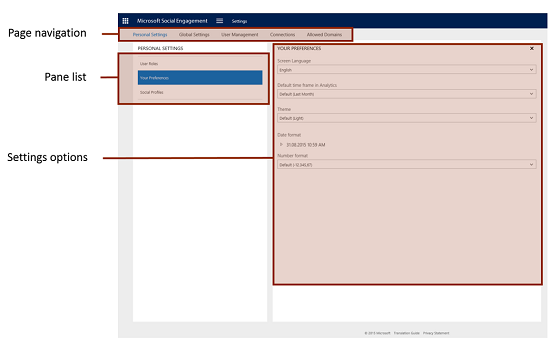 Microsoft Social Engagement Settings
Page navigation
Personal Settings Global Settings User Management Connections Allowed Domains
PERSONAL SETTINGS
YOUR PREFERENCES
User Roles
Screen Language
English
Pane list
Your Preferences
Default time frame in Analytics
Social Profiles
Default (Last Month)
Theme
Default (Light)
Date format
31.08.2015 10:59 AM
Settings options
Number format
Default (-10,345.87)
© 2015 Microsoft Translation Guide Privacy Statement